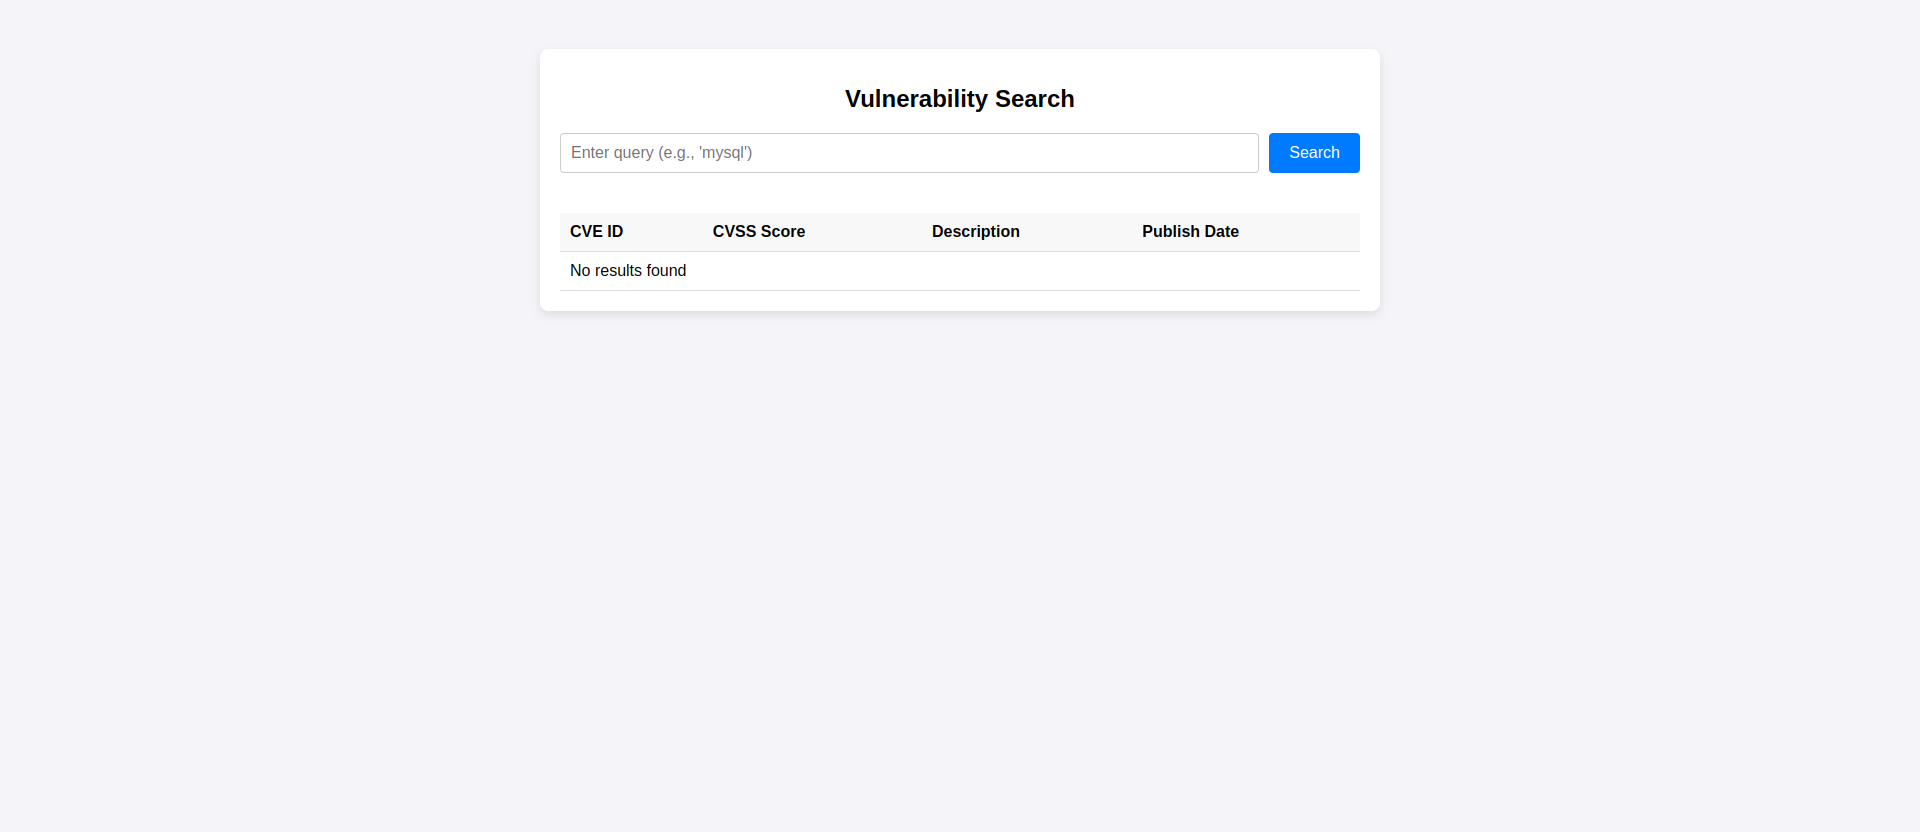 Vulnerability Search
Enter query (e.g., 'mysql') Search
CVE ID CVSS Score Description Publish Date
No results found